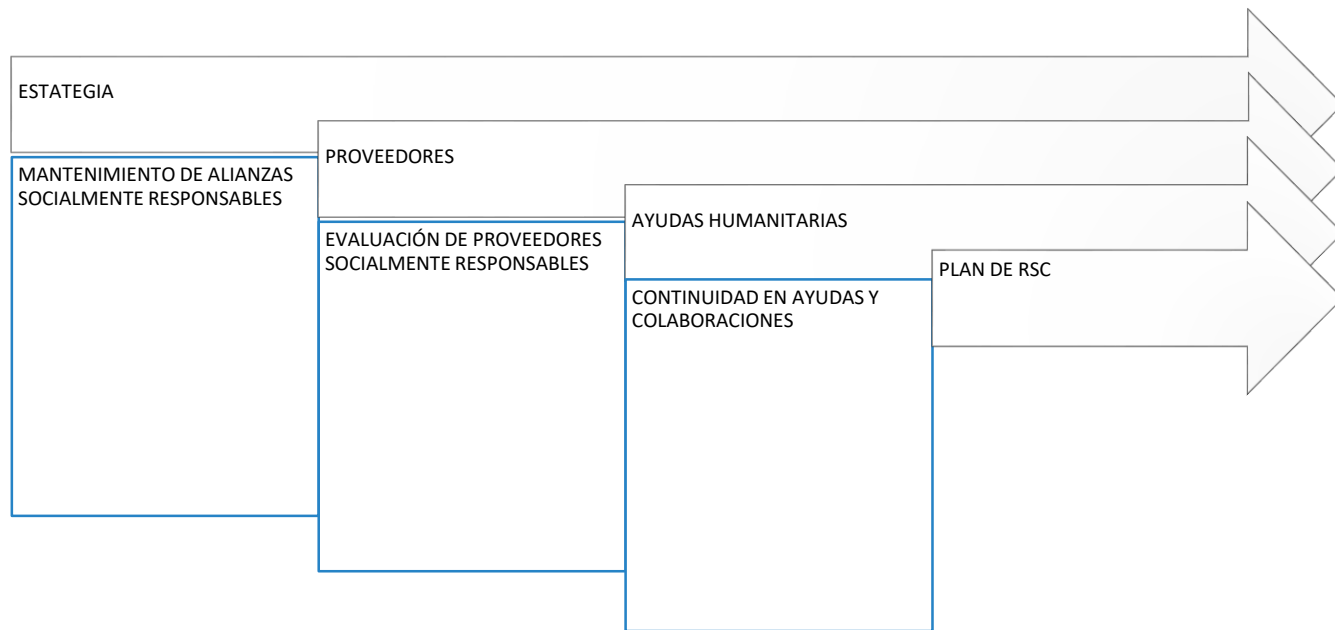 ESTATEGIA
MANTENIMIENTO DE ALIANZAS
SOCIALMENTE RESPONSABLES
PROVEEDORES
EVALUACIÓN DE PROVEEDORES
SOCIALMENTE RESPONSABLES
AYUDAS HUMANITARIAS
CONTINUIDAD EN AYUDAS Y
COLABORACIONES
PLAN DE RSC